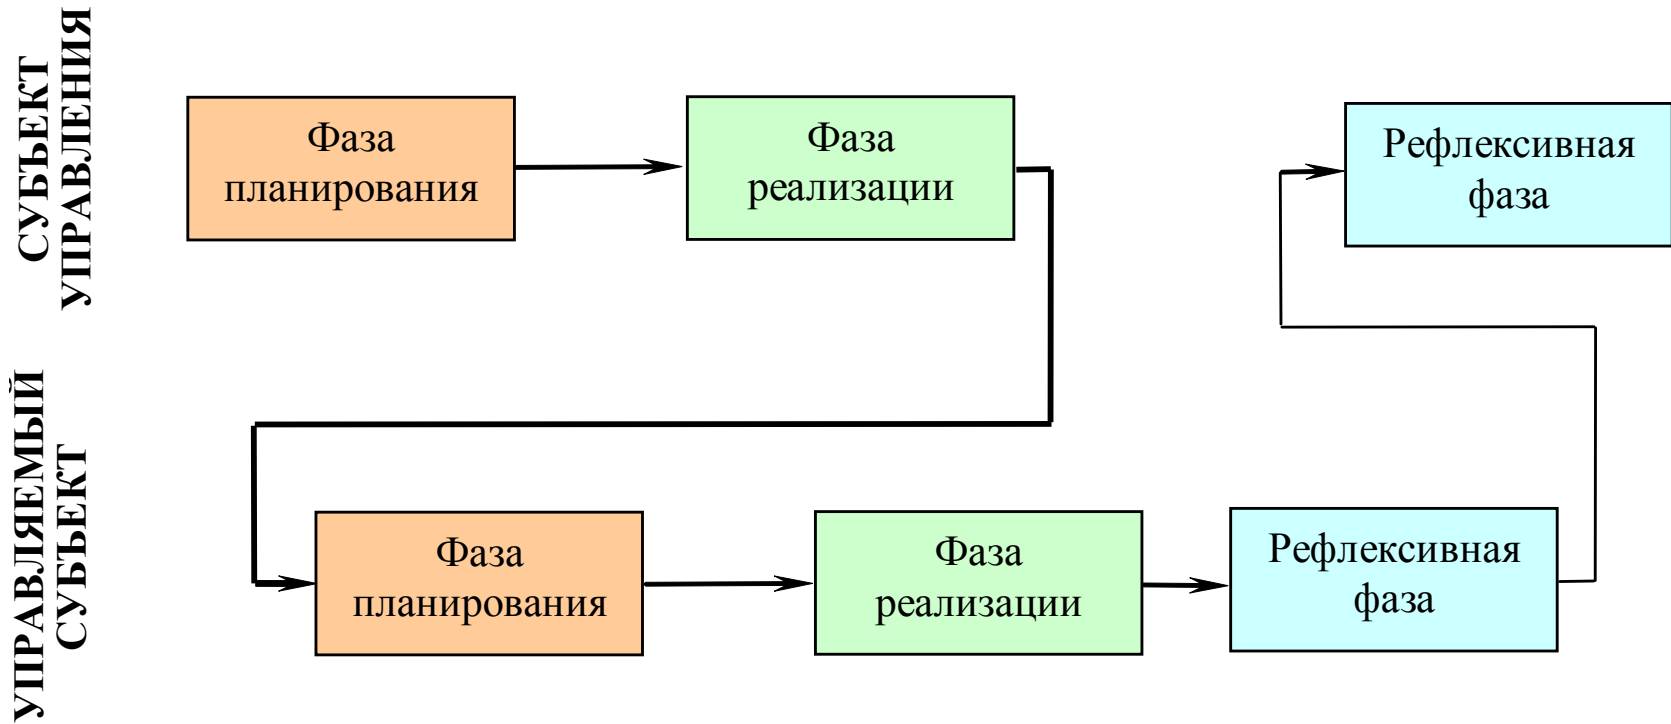 СУБЪЕКТ
УПРАВЛЕНИЯ
Фаза
планирования
Фаза
реализации
Рефлексивная
фаза
УПРАВЛЯЕМЫЙ
СУБЪЕКТ
Фаза
планирования
Фаза
реализации
Рефлексивная
фаза